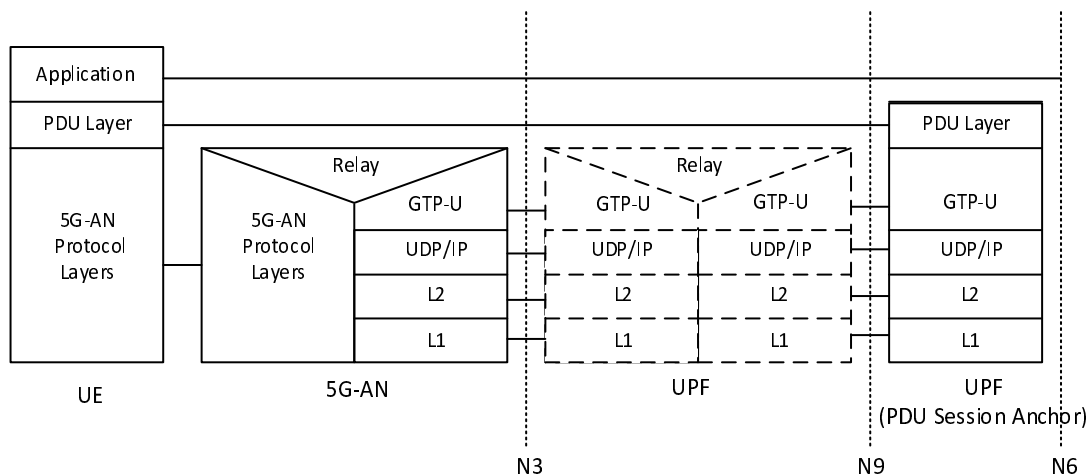 Application
PDU Layer
PDU Layer
Relay
Relay
5G-AN
Protocol
Layers
5G-AN
Protocol
Layers
GTP-U
GTP-U
GTP-U
GTP-U
UDP/IP
UDP/IP
UDP/IP
UDP/IP
L2
L2
L2
L2
L1
L1
L1
L1
UE
5G-AN
UPF
UPF
(PDU Session Anchor)
N3
N9
N6